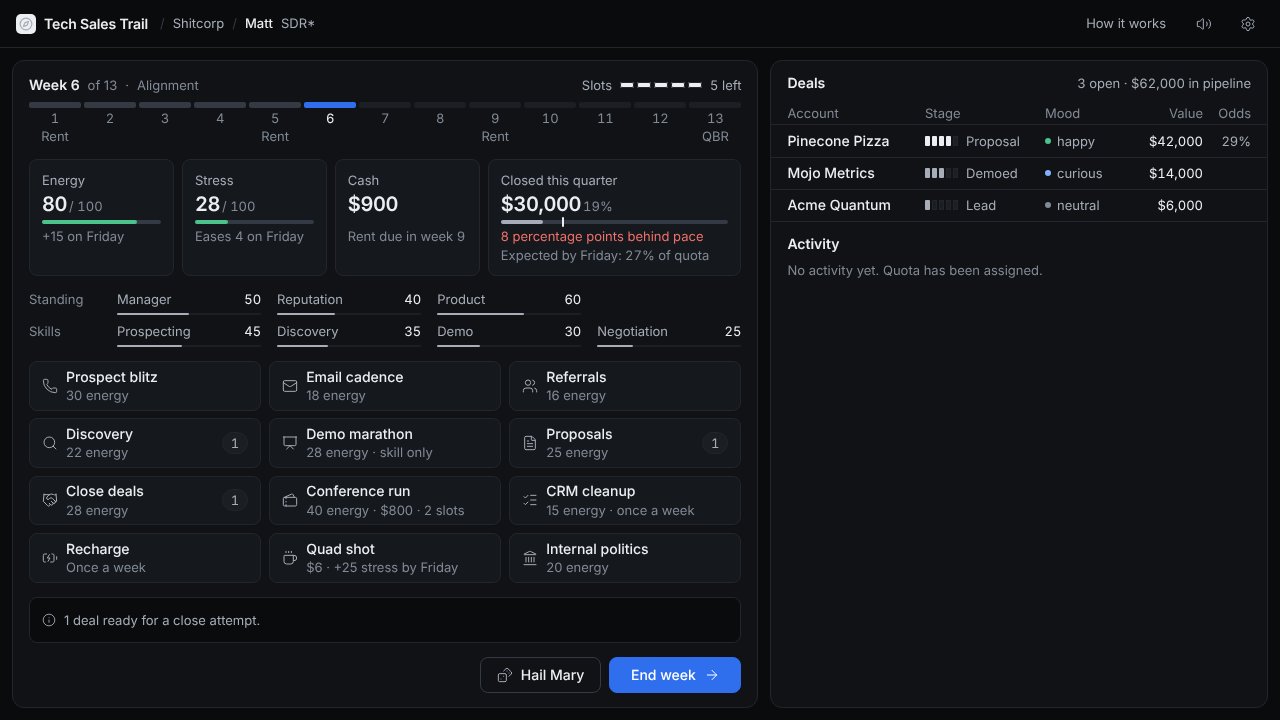 Tech Sales Trail / Shitcorp / Matt SDR* How it works
Week 6 of 13 · Alignment Slots 5 left
1 2 3 4 5 6 7 8 9 10 11 12 13
Rent Rent Rent QBR
Energy
80 / 100
+15 on Friday
Stress
28 / 100
Eases 4 on Friday
Cash
$900
Rent due in week 9
Closed this quarter
$30,000 19%
8 percentage points behind pace
Expected by Friday: 27% of quota
Standing Manager 50 Reputation 40 Product 60
Skills Prospecting 45 Discovery 35 Demo 30 Negotiation 25
Prospect blitz
30 energy
Email cadence
18 energy
Referrals
16 energy
Discovery 1
22 energy
Demo marathon
28 energy · skill only
Proposals 1
25 energy
Close deals 1
28 energy
Conference run
40 energy · $800 · 2 slots
CRM cleanup
15 energy · once a week
Recharge
Once a week
Quad shot
$6 · +25 stress by Friday
Internal politics
20 energy
1 deal ready for a close attempt.
Hail Mary End week
Deals 3 open · $62,000 in pipeline
Account Stage Mood Value Odds
Pinecone Pizza Proposal happy $42,000 29%
Mojo Metrics Demoed curious $14,000
Acme Quantum Lead neutral $6,000
Activity
No activity yet. Quota has been assigned.